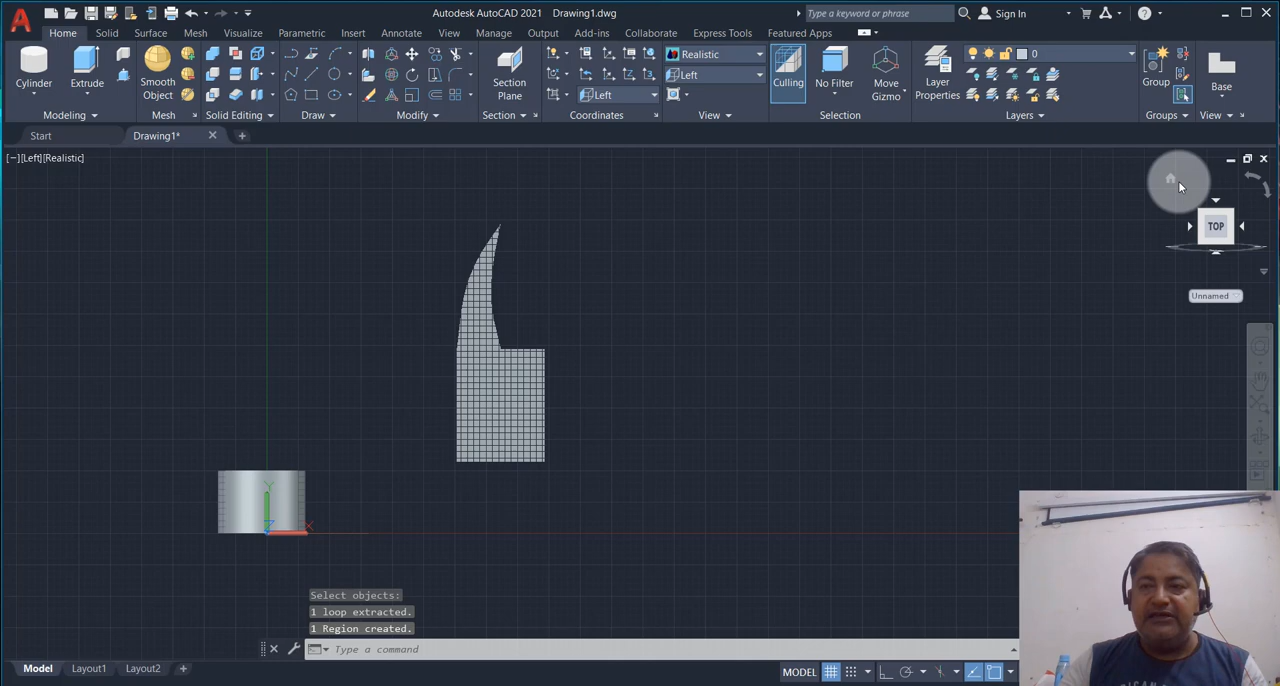 A Autodesk AutoCAD 2021 Drawing1.dwg Type a keyword or phrase Sign In
Home Solid Surface Mesh Visualize Parametric Insert Annotate View Manage Output Add-ins Collaborate Express Tools Featured Apps
Cylinder Extrude Smooth Object Section Plane Realistic Left Left Culling No Filter Move Gizmo Layer Properties 0 Group Base
Modeling Mesh Solid Editing Draw Modify Section Coordinates View Selection Layers Groups View
Start Drawing1*
[−][Left][Realistic]
TOP
Unnamed
Y
Z X
Select objects:
1 loop extracted.
1 Region created.
Type a command
Model Layout1 Layout2 MODEL